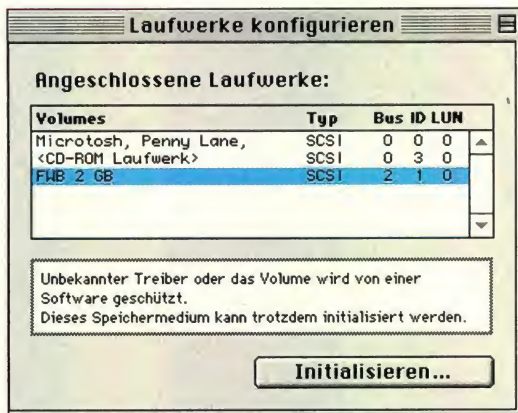 Laufwerke konfigurieren
Angeschlossene Laufwerke:
Volumes Typ Bus ID LUN
Microtosh, Penny Lane, SCSI 0 0 0
<CD-ROM Laufwerk> SCSI 0 3 0
FWB 2 GB SCSI 2 1 0
Unbekannter Treiber oder das Volume wird von einer
Software geschützt.
Dieses Speichermedium kann trotzdem initialisiert werden.
Initialisieren...